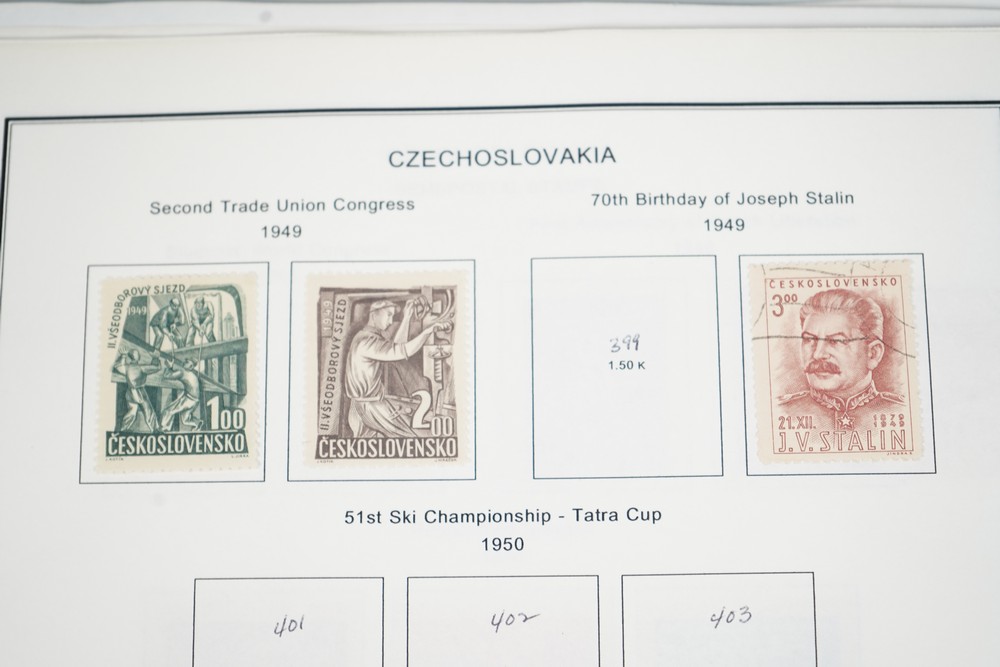 CZECHOSLOVAKIA
Second Trade Union Congress
1949
70th Birthday of Joseph Stalin
1949
II. VŠEODBOROVÝ SJEZD
1949
1.00
ČESKOSLOVENSKO
II. VŠEODBOROVÝ SJEZD
1949
2.00
ČESKOSLOVENSKO
399
1.50 K
ČESKOSLOVENSKO
3.00
21.XII. 1879
1949
J.V. STALIN
51st Ski Championship - Tatra Cup
1950
401
402
403